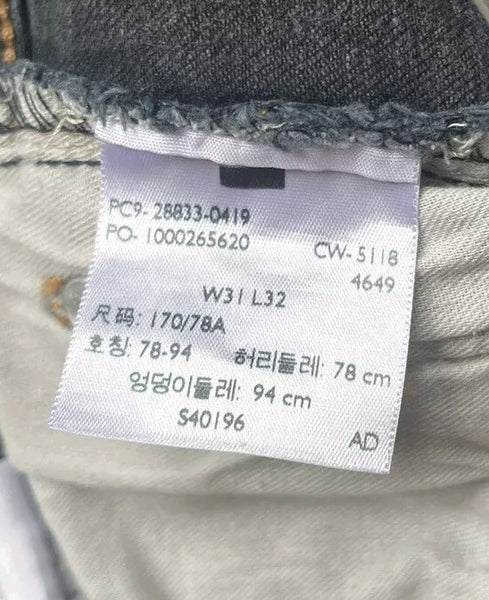 PC9- 28833-0419
PO- 1000265620
CW- 5118
4649
W31 L32
尺码: 170/78A
호칭: 78-94 허리둘레: 78 cm
엉덩이둘레: 94 cm
S40196
AD